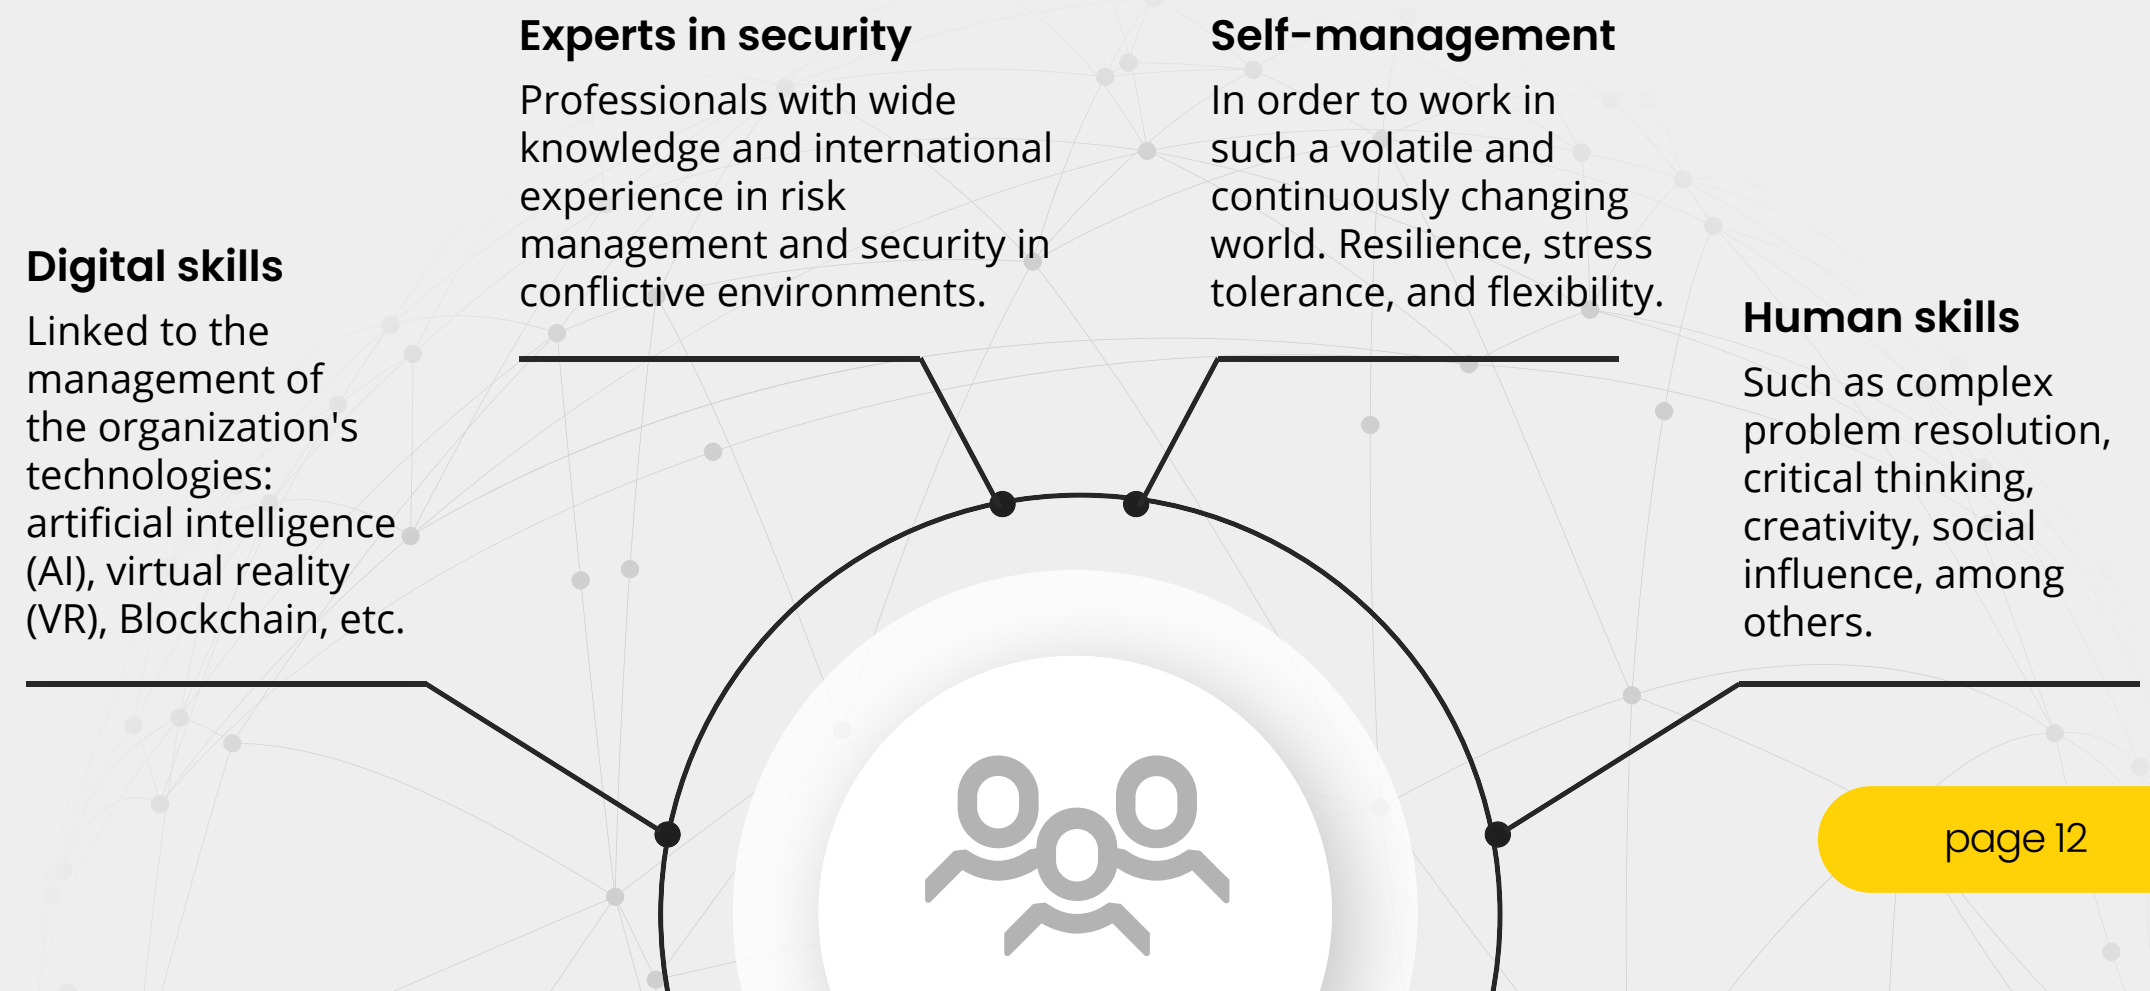 Experts in security
Professionals with wide
knowledge and international
experience in risk
management and security in
conflictive environments.
Self-management
In order to work in
such a volatile and
continuously changing
world. Resilience, stress
tolerance, and flexibility.
Digital skills
Linked to the
management of
the organization's
technologies:
artificial intelligence
(AI), virtual reality
(VR), Blockchain, etc.
Human skills
Such as complex
problem resolution,
critical thinking,
creativity, social
influence, among
others.
page 12